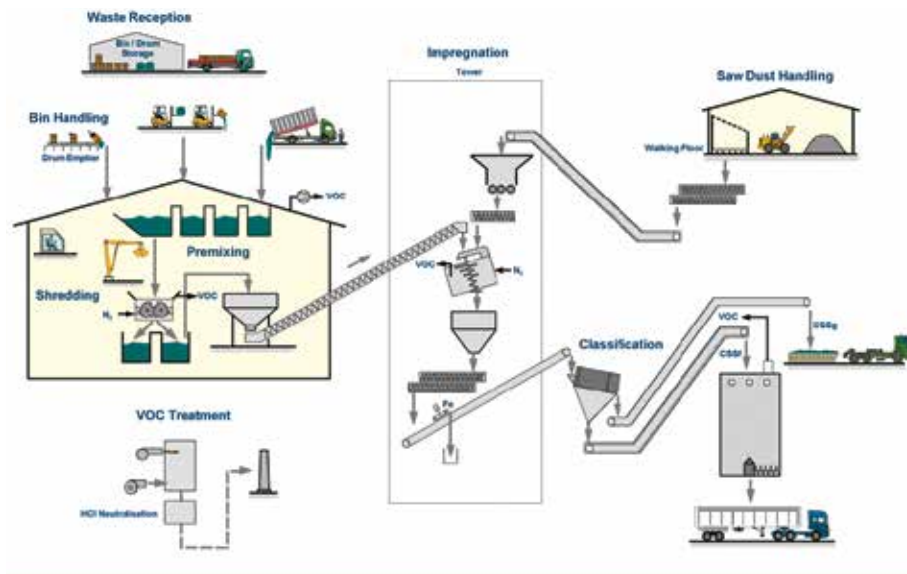 Waste Reception
Bin / Drum
Storage
Impregnation
Tower
Saw Dust Handling
Bin Handling
Drum Emptier
Walking Floor
VOC
Premixing
Shredding
VOC
N₂
VOC
N₂
Classification
VOC
CSSf
Fe
VOC Treatment
HCl Neutralisation